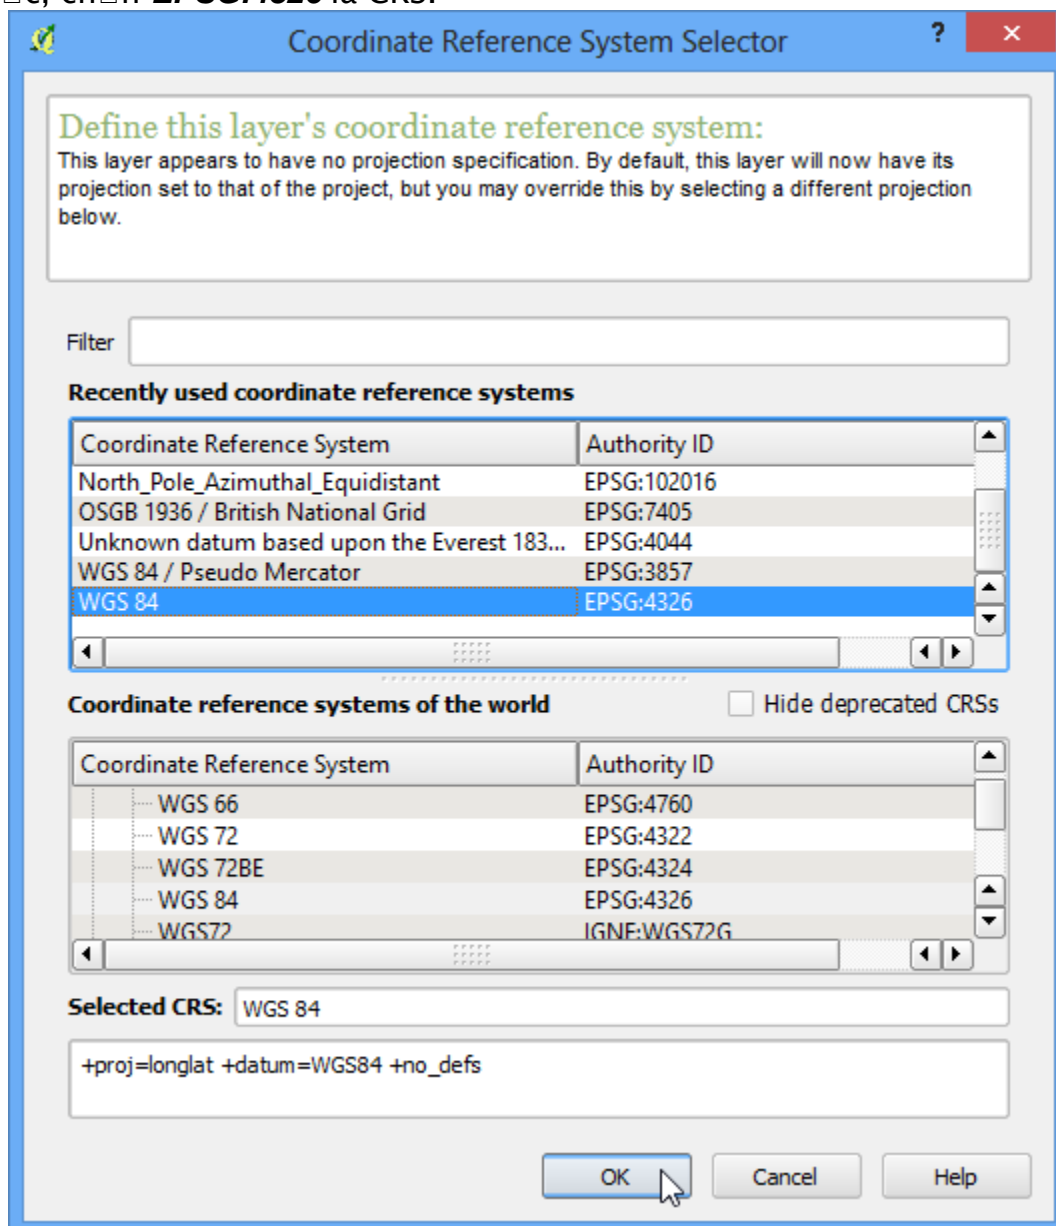 là CRS.
Coordinate Reference System Selector ? ×
Define this layer's coordinate reference system:
This layer appears to have no projection specification. By default, this layer will now have its
projection set to that of the project, but you may override this by selecting a different projection
below.
Filter
Recently used coordinate reference systems
Coordinate Reference System Authority ID
North_Pole_Azimuthal_Equidistant EPSG:102016
OSGB 1936 / British National Grid EPSG:7405
Unknown datum based upon the Everest 183... EPSG:4044
WGS 84 / Pseudo Mercator EPSG:3857
WGS 84 EPSG:4326
Coordinate reference systems of the world Hide deprecated CRSs
Coordinate Reference System Authority ID
WGS 66 EPSG:4760
WGS 72 EPSG:4322
WGS 72BE EPSG:4324
WGS 84 EPSG:4326
WGS72 IGNF:WGS72G
Selected CRS: WGS 84
+proj=longlat +datum=WGS84 +no_defs
OK Cancel Help